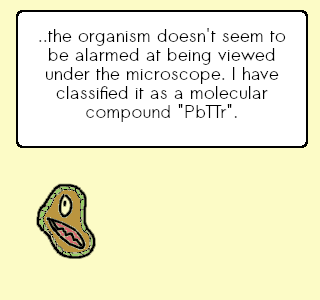 ..the organism doesn't seem to
be alarmed at being viewed
under the microscope. I have
classified it as a molecular
compound "PbTTr".